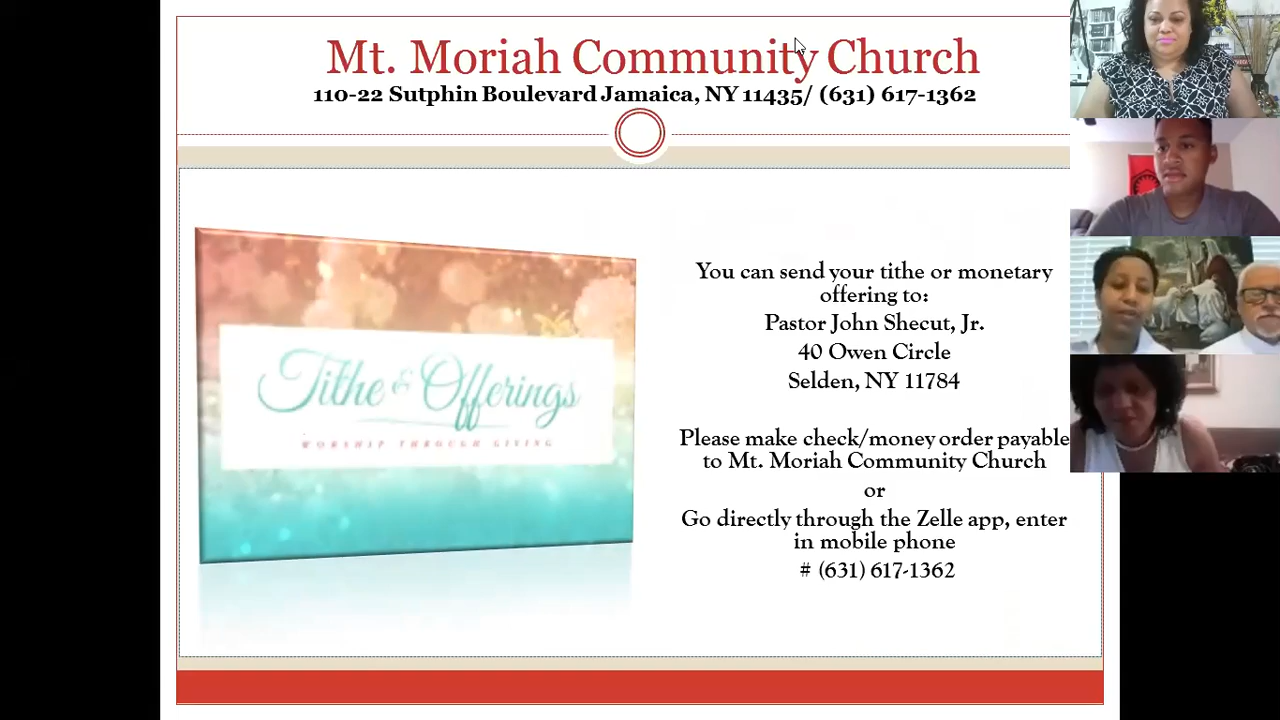 Mt. Moriah Community Church
110-22 Sutphin Boulevard Jamaica, NY 11435/ (631) 617-1362
Tithe & Offerings
WORSHIP THROUGH GIVING
You can send your tithe or monetary
offering to:
Pastor John Shecut, Jr.
40 Owen Circle
Selden, NY 11784
Please make check/money order payable
to Mt. Moriah Community Church
or
Go directly through the Zelle app, enter
in mobile phone
# (631) 617-1362